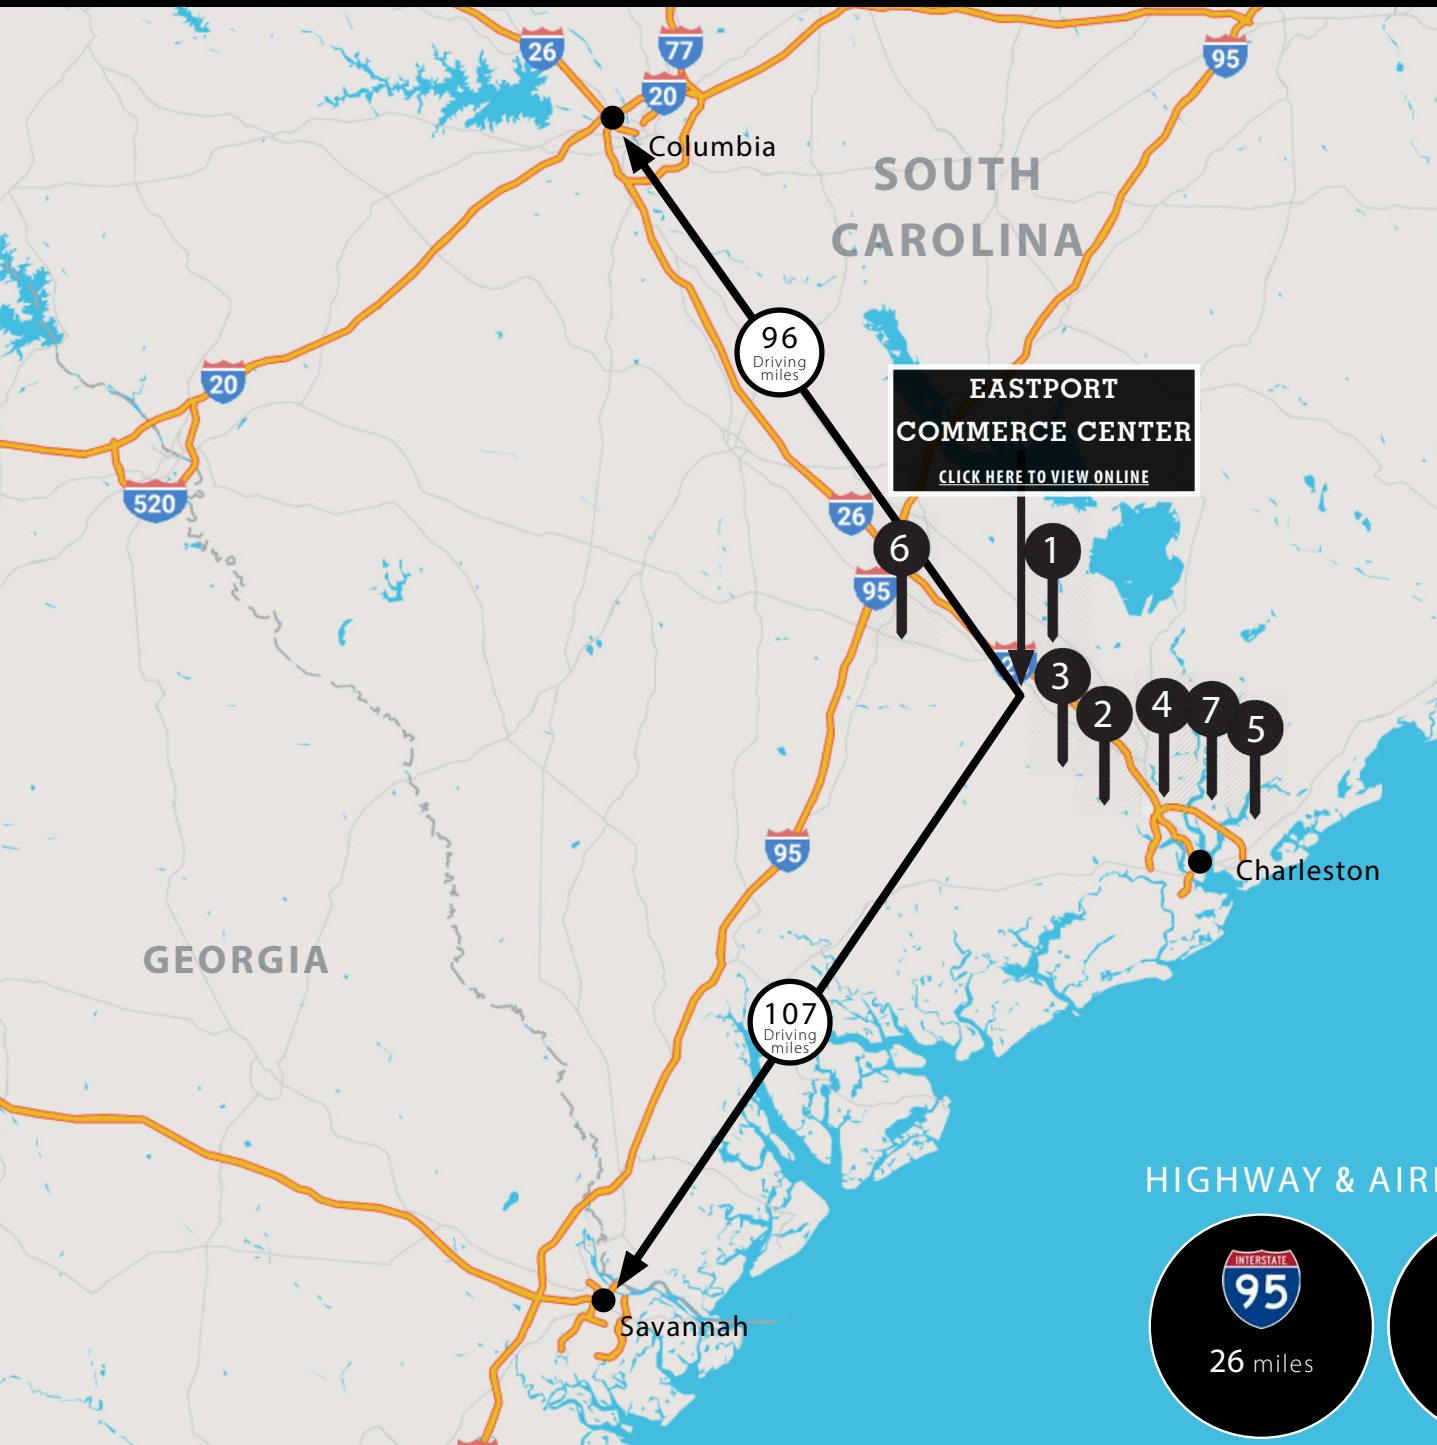 26
77
95
20
Columbia
SOUTH
CAROLINA
96
Driving
miles
20
EASTPORT
COMMERCE CENTER
CLICK HERE TO VIEW ONLINE
520
26
6
1
95
3
2
4
7
5
95
Charleston
GEORGIA
107
Driving
miles
HIGHWAY & AIR
INTERSTATE
95
26 miles
Savannah